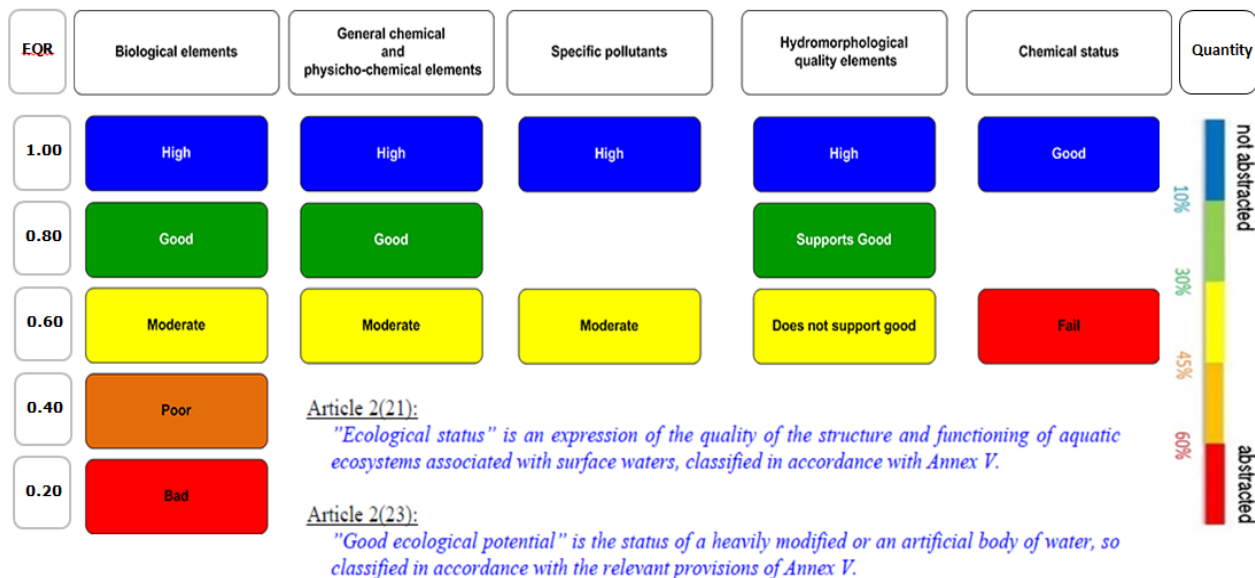 EQR
Biological elements
General chemical
and
physicho-chemical elements
Specific pollutants
Hydromorphological
quality elements
Chemical status
Quantity
1.00
High
High
High
High
Good
not abstracted
10%
0.80
Good
Good
Supports Good
30%
0.60
Moderate
Moderate
Moderate
Does not support good
Fail
45%
0.40
Poor
60%
abstracted
0.20
Bad
Article 2(21):
”Ecological status” is an expression of the quality of the structure and functioning of aquatic
ecosystems associated with surface waters, classified in accordance with Annex V.
Article 2(23):
”Good ecological potential” is the status of a heavily modified or an artificial body of water, so
classified in accordance with the relevant provisions of Annex V.